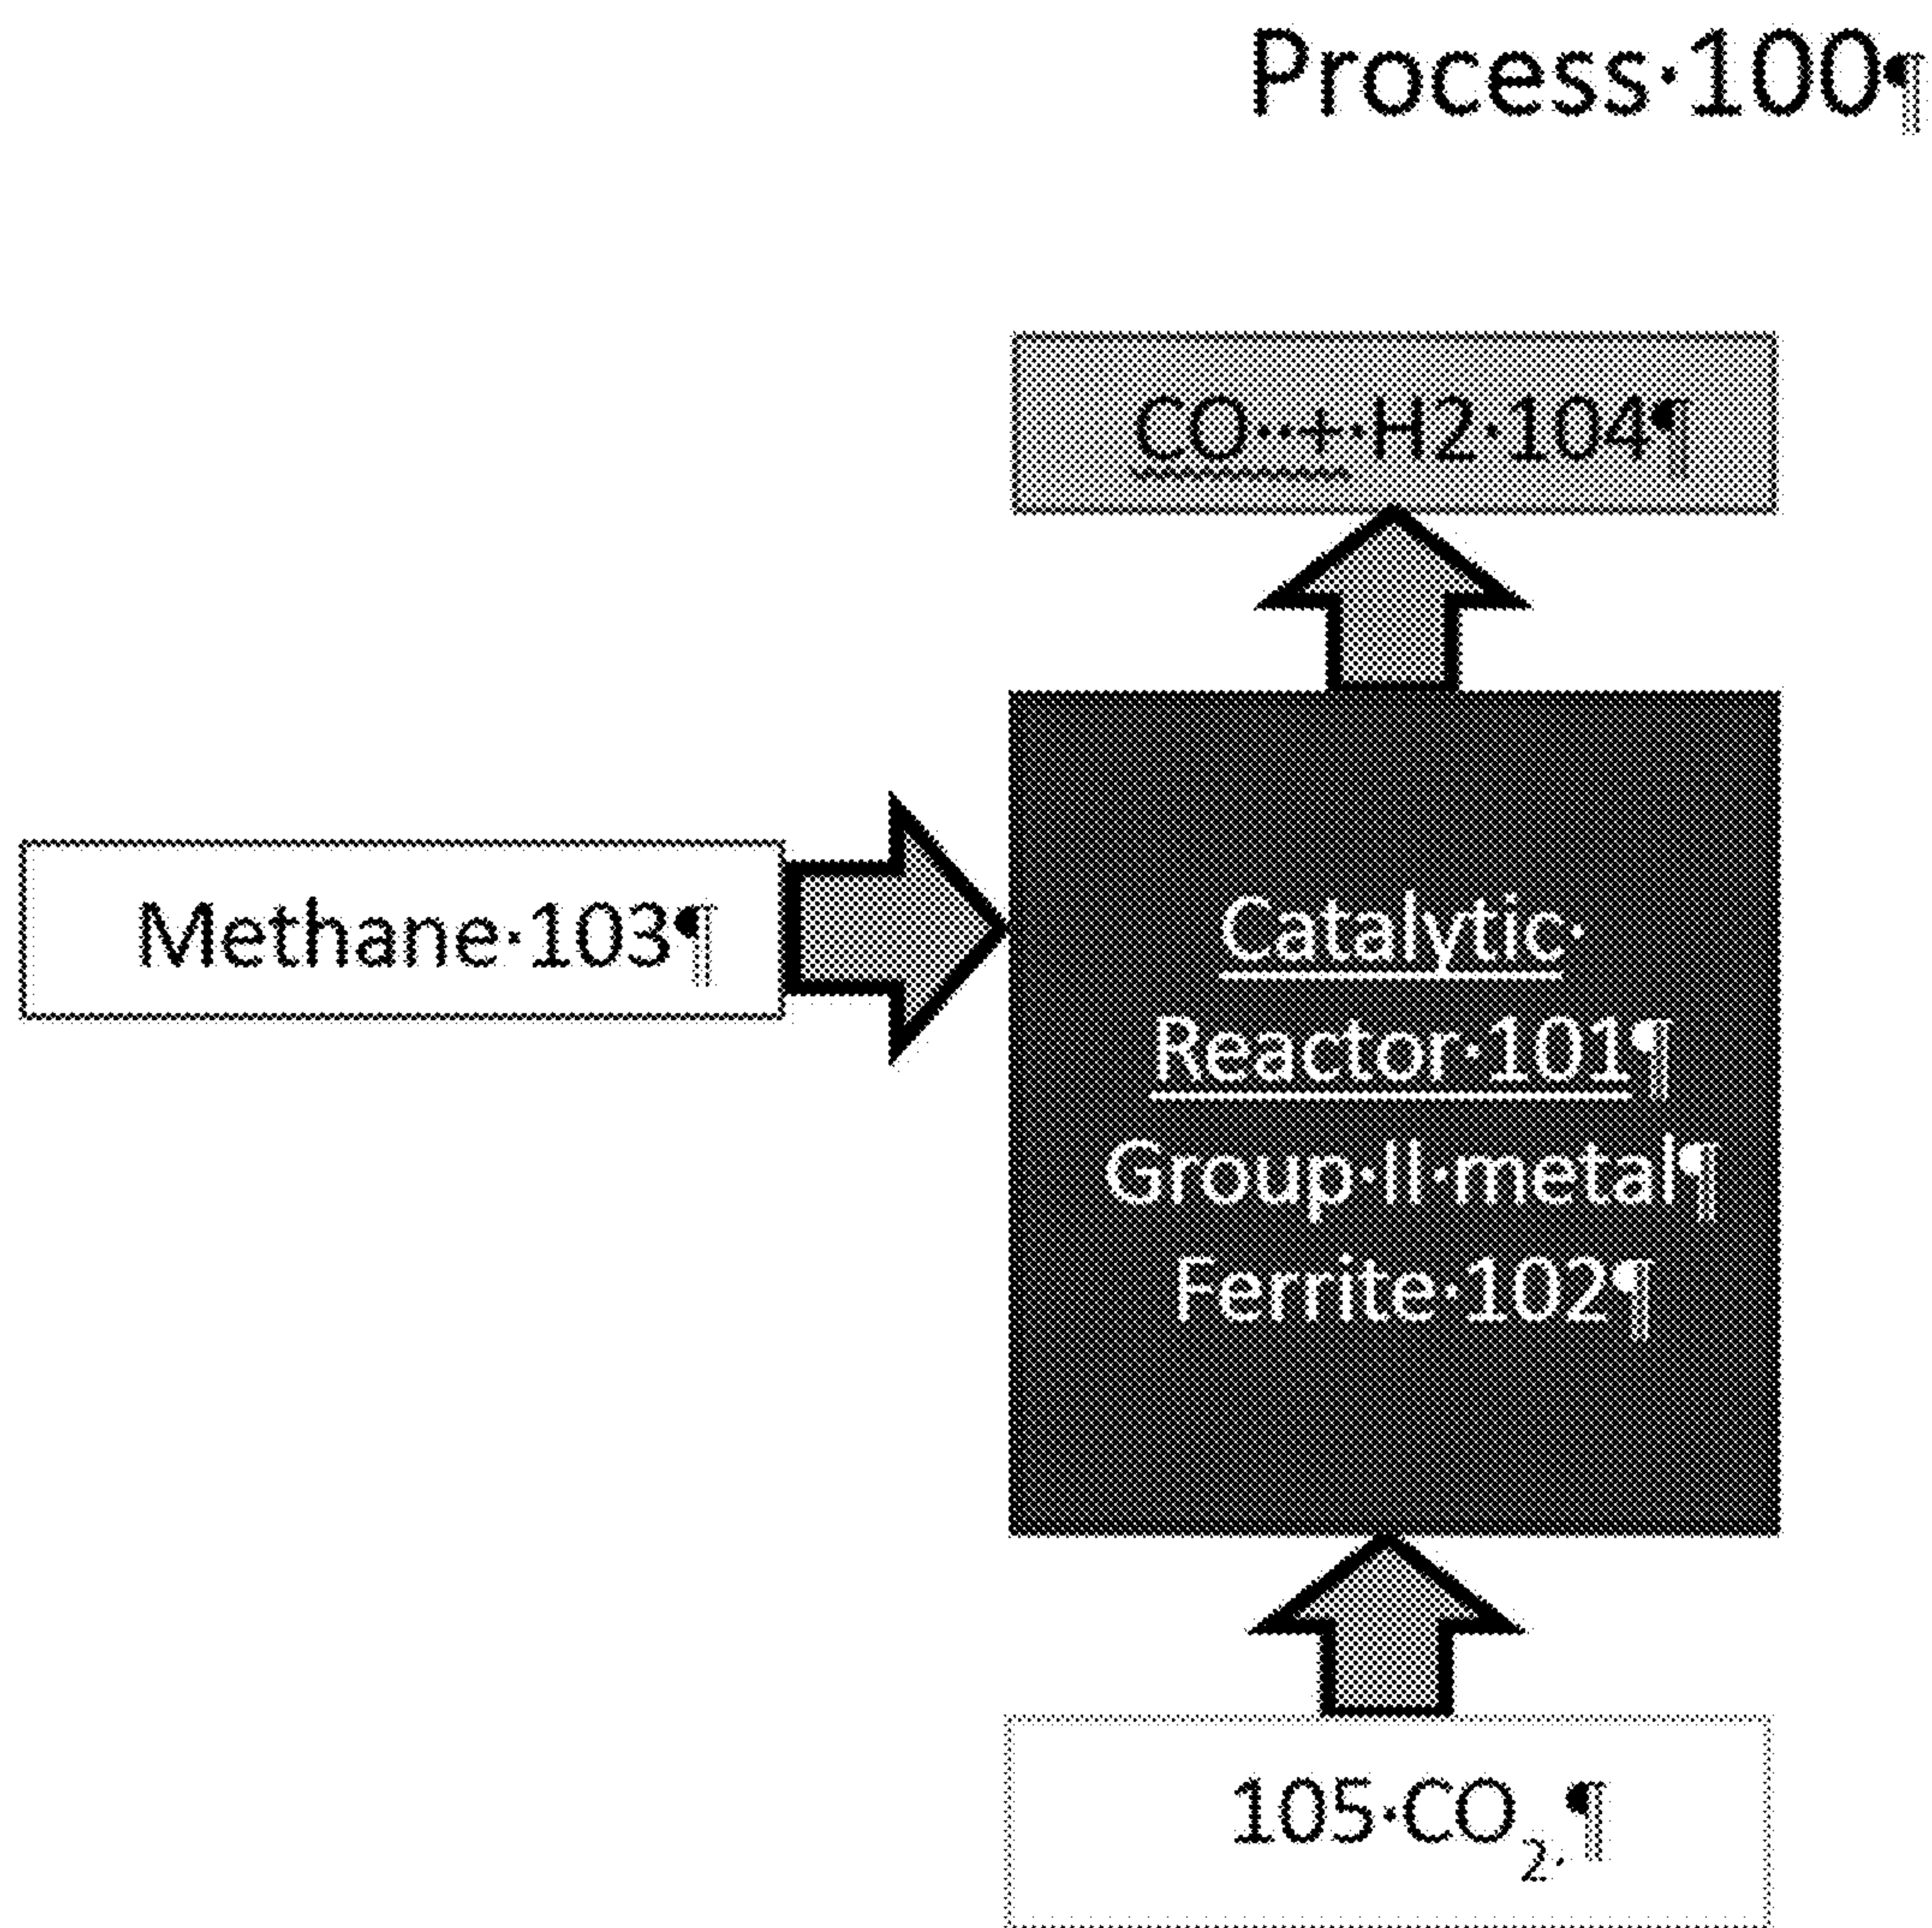 Process·100¶
CO··+·H2·104¶
Methane·103¶
Catalytic·
Reactor·101¶
Group·II·metal¶
Ferrite·102¶
105·CO₂,¶